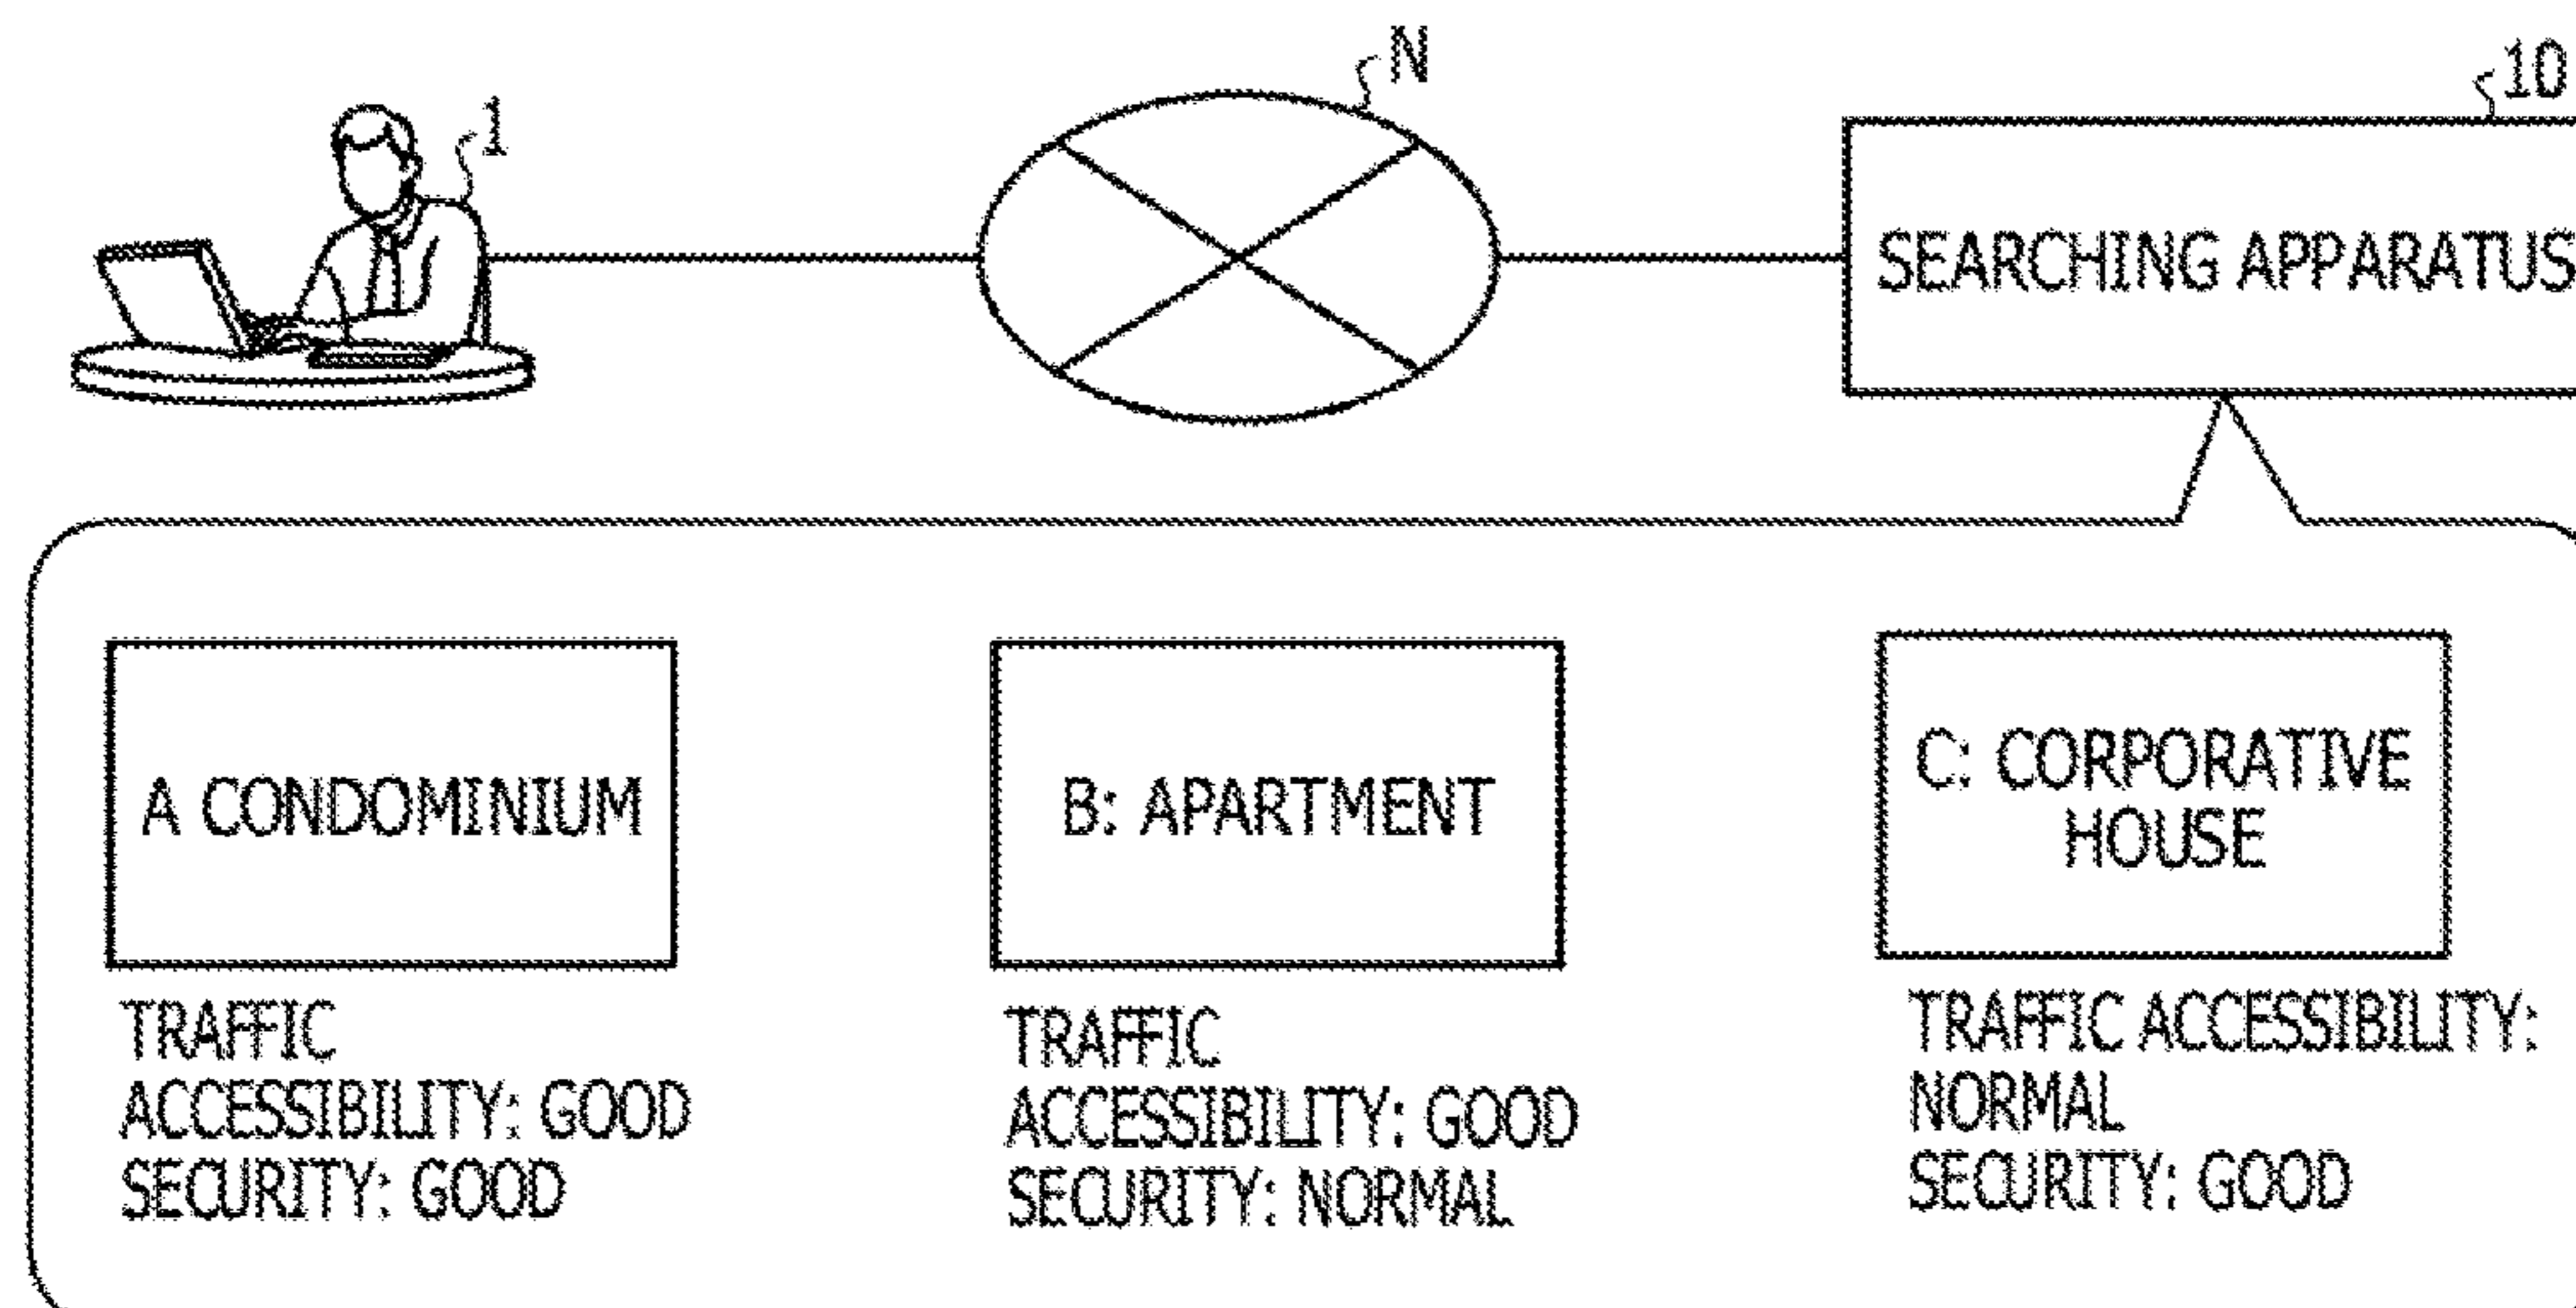 N
10
1
SEARCHING APPARATUS
A CONDOMINIUM
B: APARTMENT
C: CORPORATIVE
HOUSE
TRAFFIC
ACCESSIBILITY: GOOD
SECURITY: GOOD
TRAFFIC
ACCESSIBILITY: GOOD
SECURITY: NORMAL
TRAFFIC ACCESSIBILITY:
NORMAL
SECURITY: GOOD